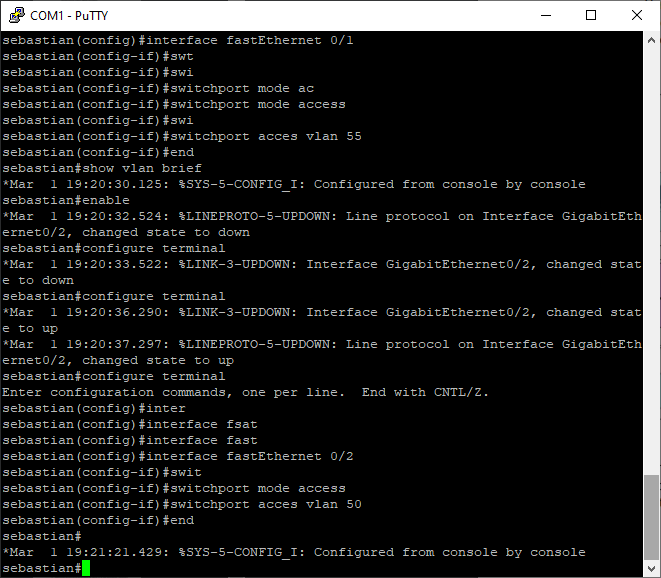 COM1 - PuTTY
sebastian(config)#interface fastEthernet 0/1
sebastian(config-if)#swt
sebastian(config-if)#swi
sebastian(config-if)#switchport mode ac
sebastian(config-if)#switchport mode access
sebastian(config-if)#swi
sebastian(config-if)#switchport acces vlan 55
sebastian(config-if)#end
sebastian#show vlan brief
*Mar  1 19:20:30.125: %SYS-5-CONFIG_I: Configured from console by console
sebastian#enable
*Mar  1 19:20:32.524: %LINEPROTO-5-UPDOWN: Line protocol on Interface GigabitEth
ernet0/2, changed state to down
sebastian#configure terminal
*Mar  1 19:20:33.522: %LINK-3-UPDOWN: Interface GigabitEthernet0/2, changed stat
e to down
sebastian#configure terminal
*Mar  1 19:20:36.290: %LINK-3-UPDOWN: Interface GigabitEthernet0/2, changed stat
e to up
*Mar  1 19:20:37.297: %LINEPROTO-5-UPDOWN: Line protocol on Interface GigabitEth
ernet0/2, changed state to up
sebastian#configure terminal
Enter configuration commands, one per line.  End with CNTL/Z.
sebastian(config)#inter
sebastian(config)#interface fsat
sebastian(config)#interface fast
sebastian(config)#interface fastEthernet 0/2
sebastian(config-if)#swit
sebastian(config-if)#switchport mode access
sebastian(config-if)#switchport acces vlan 50
sebastian(config-if)#end
sebastian#
*Mar  1 19:21:21.429: %SYS-5-CONFIG_I: Configured from console by console
sebastian#